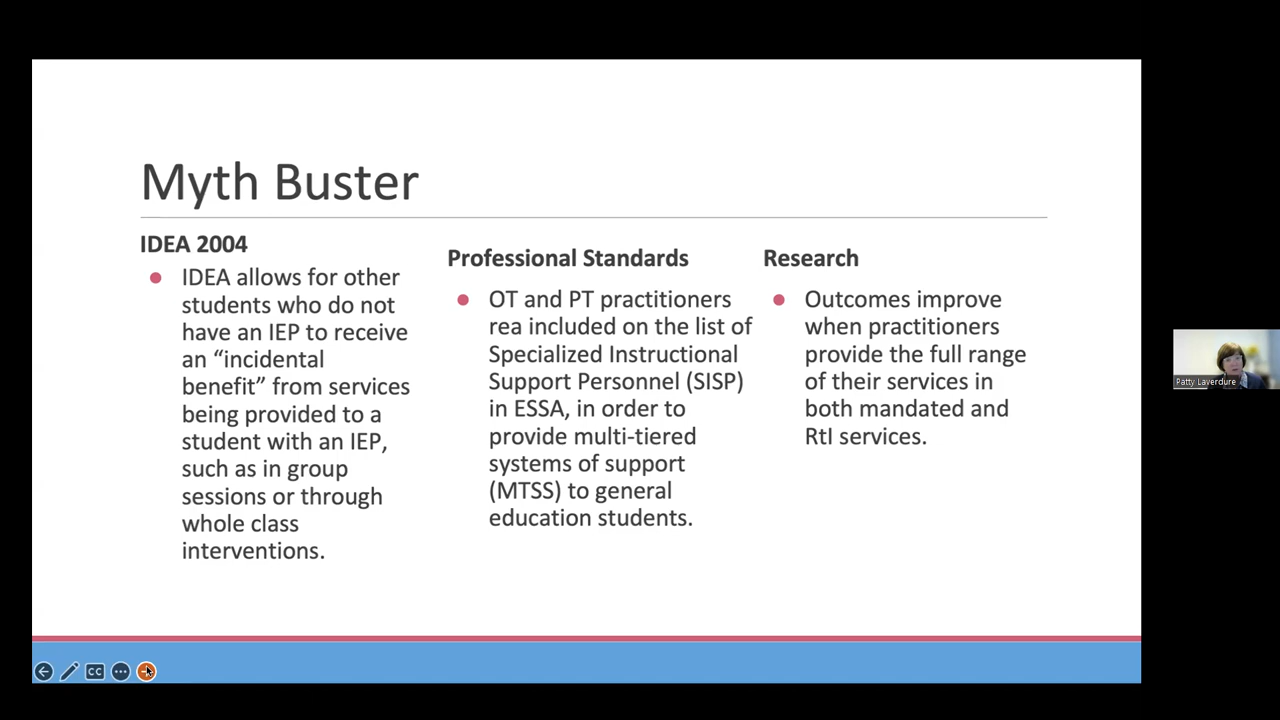 Myth Buster
IDEA 2004
IDEA allows for other
students who do not
have an IEP to receive
an “incidental
benefit” from services
being provided to a
student with an IEP,
such as in group
sessions or through
whole class
interventions.
Professional Standards
OT and PT practitioners
rea included on the list of
Specialized Instructional
Support Personnel (SISP)
in ESSA, in order to
provide multi-tiered
systems of support
(MTSS) to general
education students.
Research
Outcomes improve
when practitioners
provide the full range
of their services in
both mandated and
RtI services.
CC
Patty Laverdure